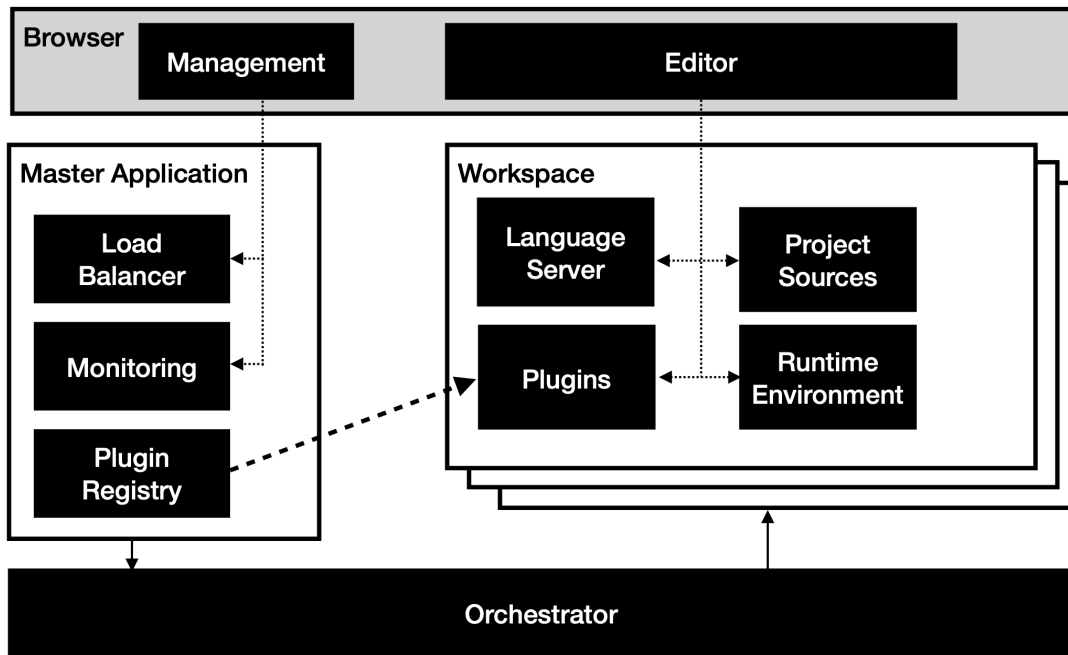 Browser
Management
Editor
Master Application
Load
Balancer
Monitoring
Plugin
Registry
Workspace
Language
Server
Project
Sources
Plugins
Runtime
Environment
Orchestrator